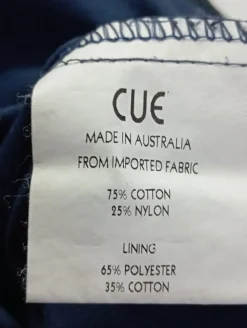 CUE
MADE IN AUSTRALIA
FROM IMPORTED FABRIC
75% COTTON
25% NYLON
LINING
65% POLYESTER
35% COTTON